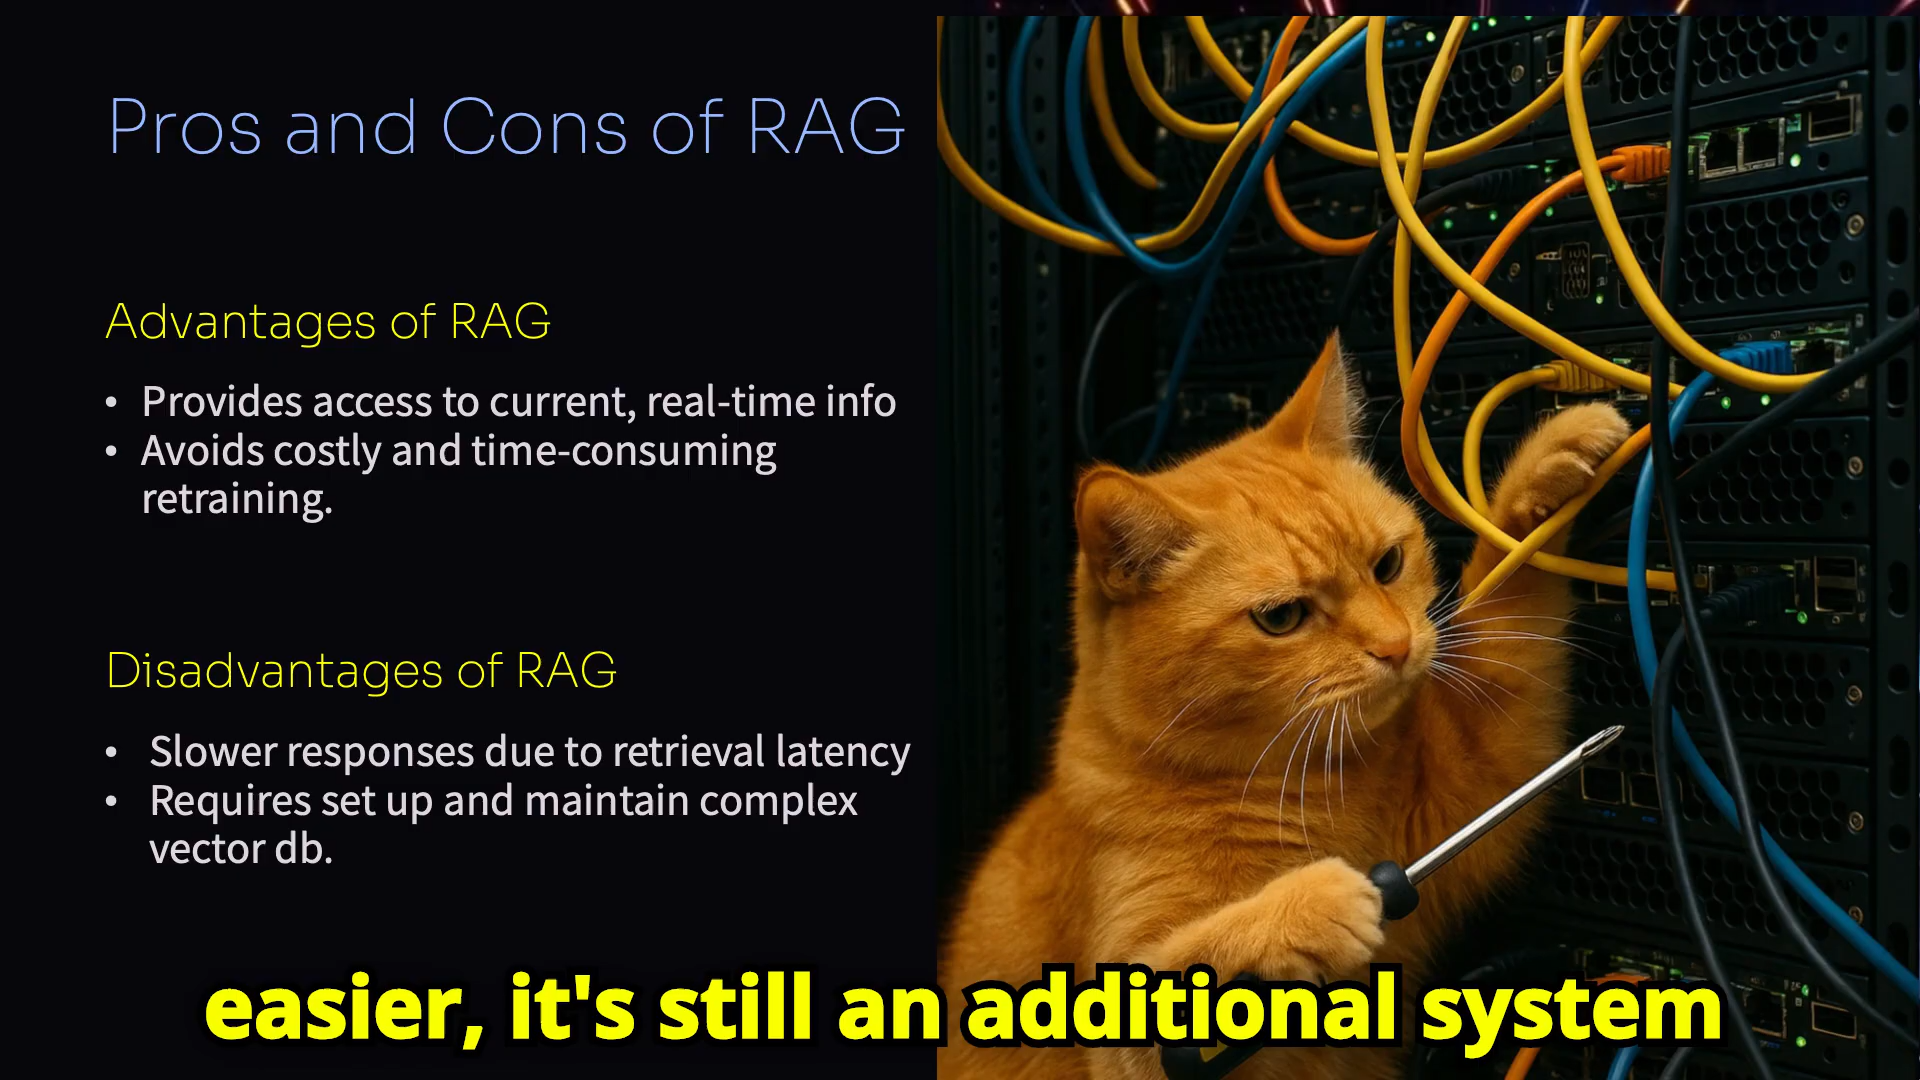 Pros and Cons of RAG
Advantages of RAG
• Provides access to current, real-time info
• Avoids costly and time-consuming
retraining.
Disadvantages of RAG
• Slower responses due to retrieval latency
• Requires set up and maintain complex
vector db.
easier, it's still an additional system